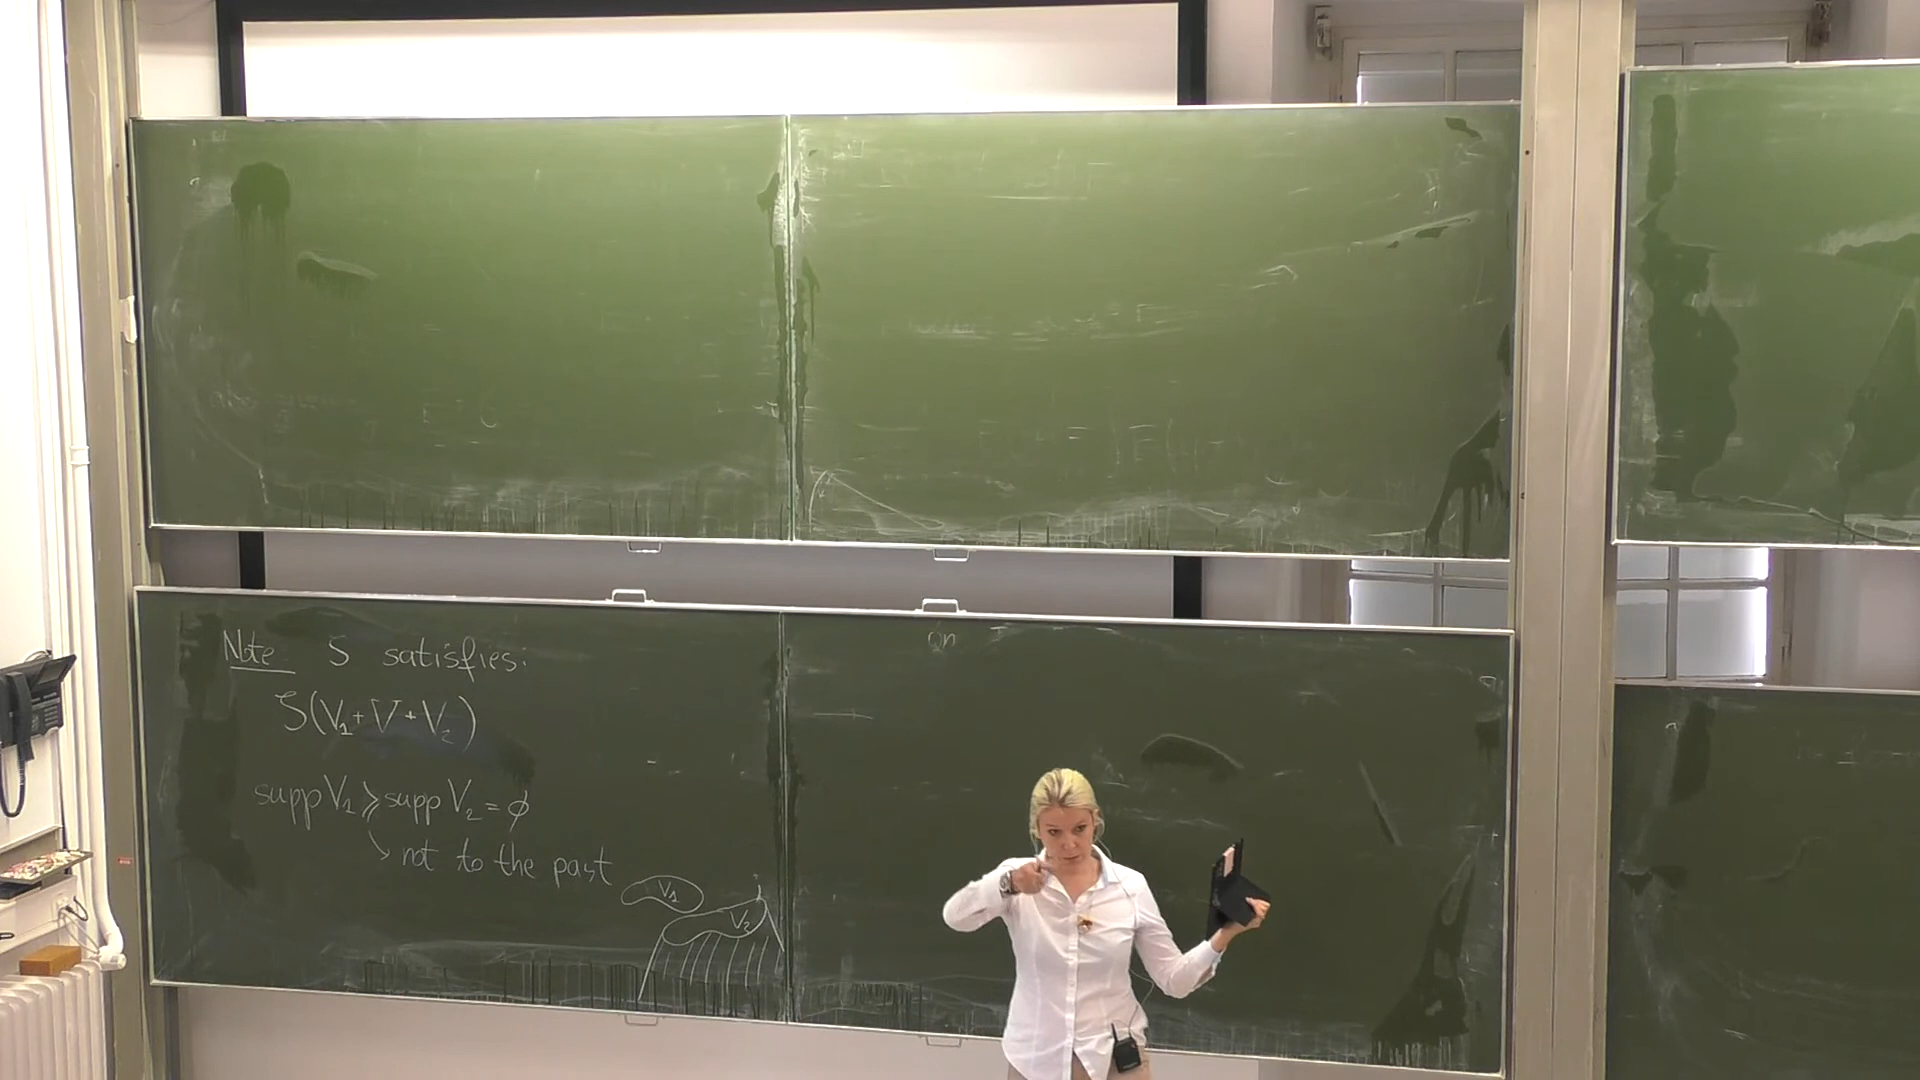 Note S satisfies:
S(V₁+V+V₂)
supp V₁ ≥ supp V₂ = ϕ
↘ not to the past
V₁
V₂